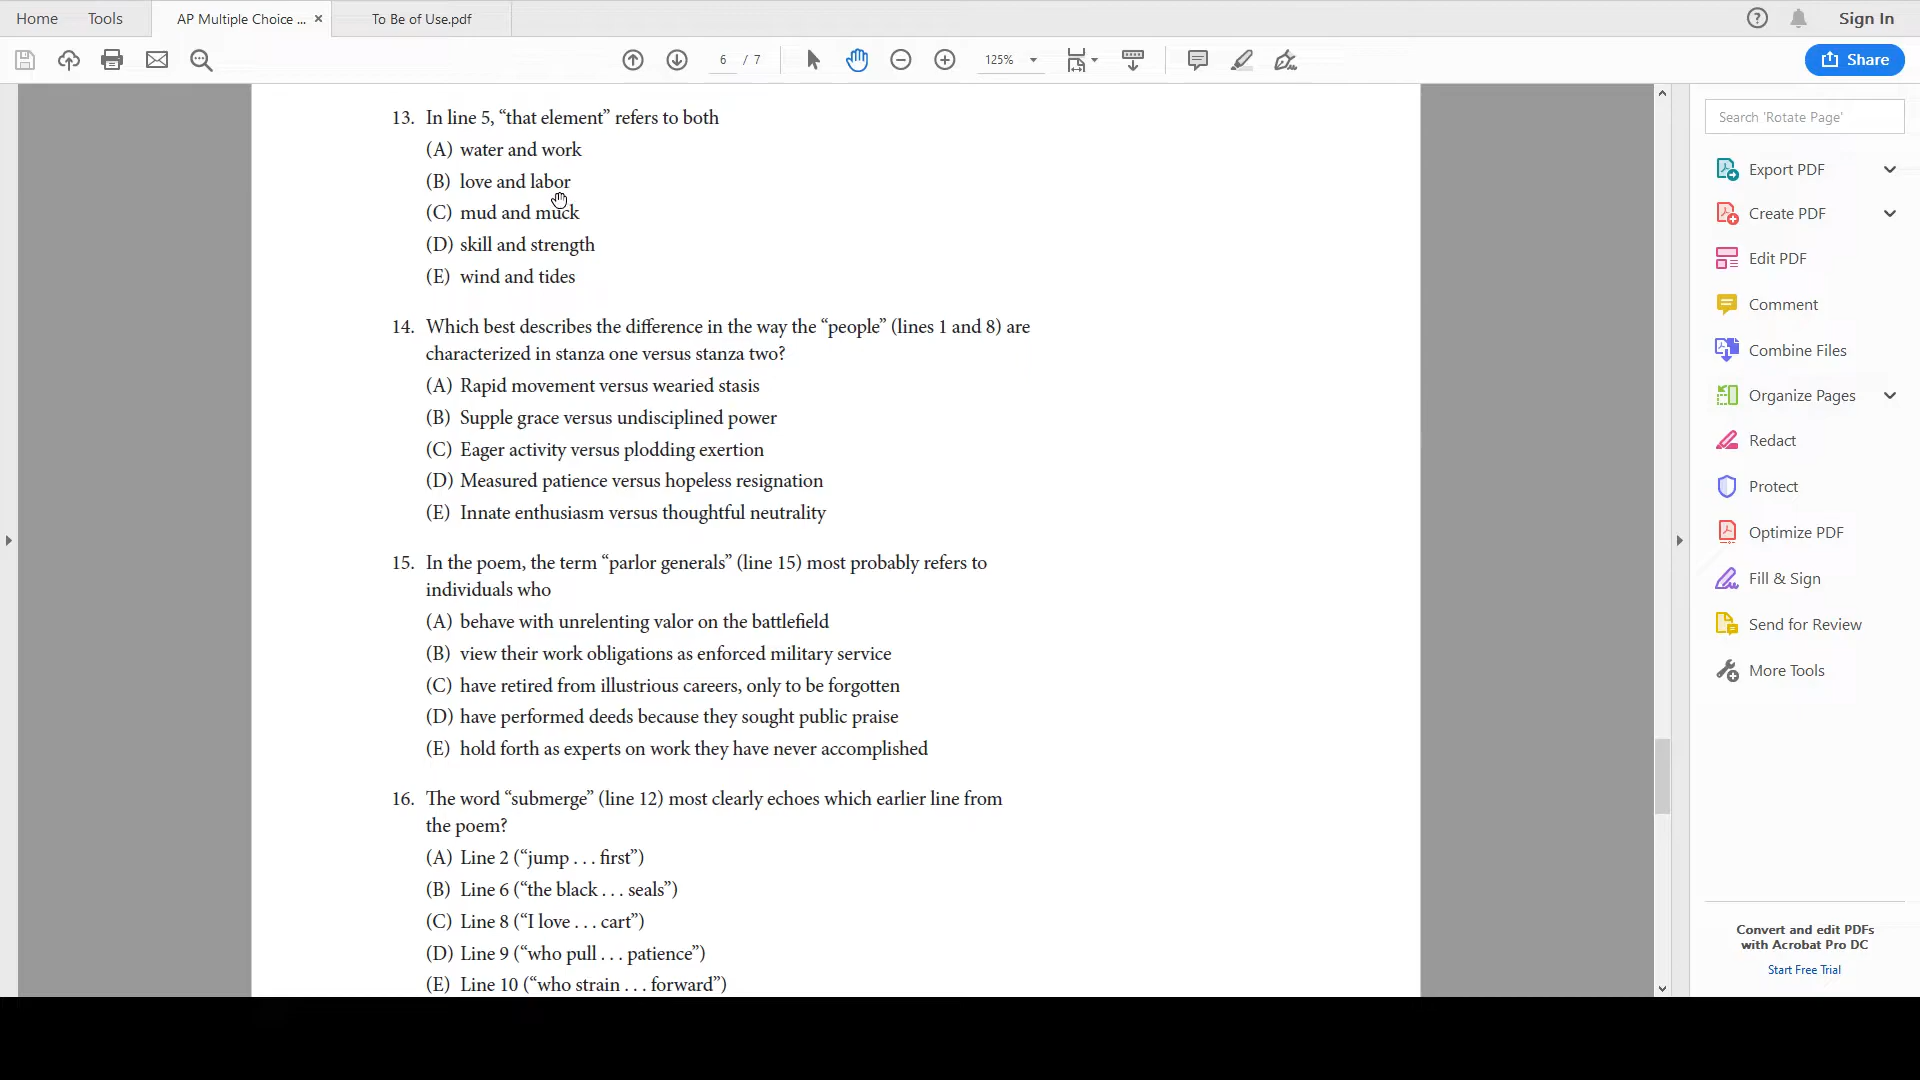 Home
Tools
AP Multiple Choice ...
To Be of Use.pdf
Sign In
6 / 7
125%
Share
13. In line 5, “that element” refers to both
(A) water and work
(B) love and labor
(C) mud and muck
(D) skill and strength
(E) wind and tides
14. Which best describes the difference in the way the “people” (lines 1 and 8) are
characterized in stanza one versus stanza two?
(A) Rapid movement versus wearied stasis
(B) Supple grace versus undisciplined power
(C) Eager activity versus plodding exertion
(D) Measured patience versus hopeless resignation
(E) Innate enthusiasm versus thoughtful neutrality
15. In the poem, the term “parlor generals” (line 15) most probably refers to
individuals who
(A) behave with unrelenting valor on the battlefield
(B) view their work obligations as enforced military service
(C) have retired from illustrious careers, only to be forgotten
(D) have performed deeds because they sought public praise
(E) hold forth as experts on work they have never accomplished
16. The word “submerge” (line 12) most clearly echoes which earlier line from
the poem?
(A) Line 2 (“jump . . . first”)
(B) Line 6 (“the black . . . seals”)
(C) Line 8 (“I love . . . cart”)
(D) Line 9 (“who pull . . . patience”)
(E) Line 10 (“who strain . . . forward”)
Search 'Rotate Page'
Export PDF
Create PDF
Edit PDF
Comment
Combine Files
Organize Pages
Redact
Protect
Optimize PDF
Fill & Sign
Send for Review
More Tools
Convert and edit PDFs
with Acrobat Pro DC
Start Free Trial